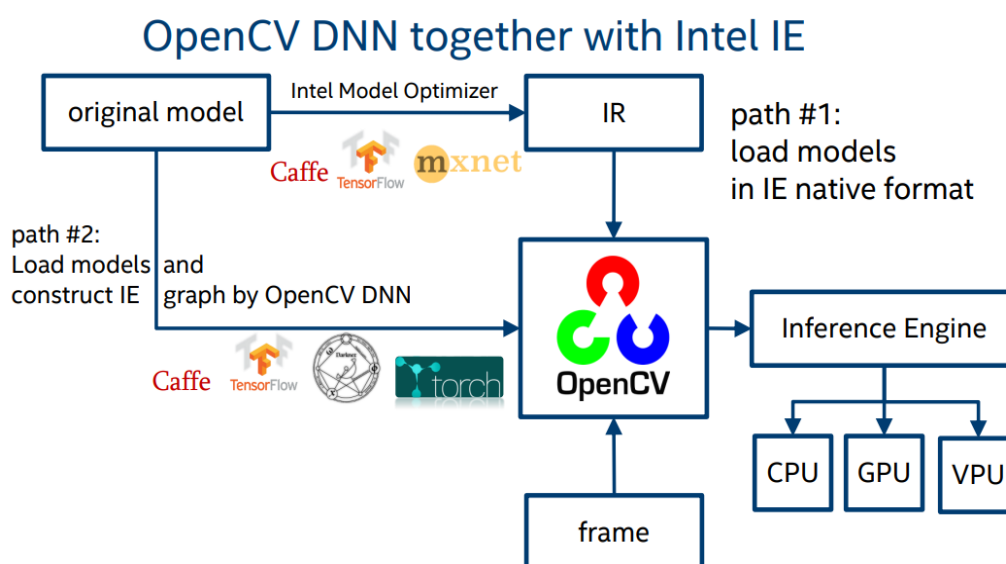 OpenCV DNN together with Intel IE
original model
Intel Model Optimizer
IR
Caffe
TensorFlow
mxnet
path #1:
load models
in IE native format
path #2:
Load models and
construct IE graph by OpenCV DNN
Caffe
TensorFlow
Darknet
torch
OpenCV
Inference Engine
CPU
GPU
VPU
frame